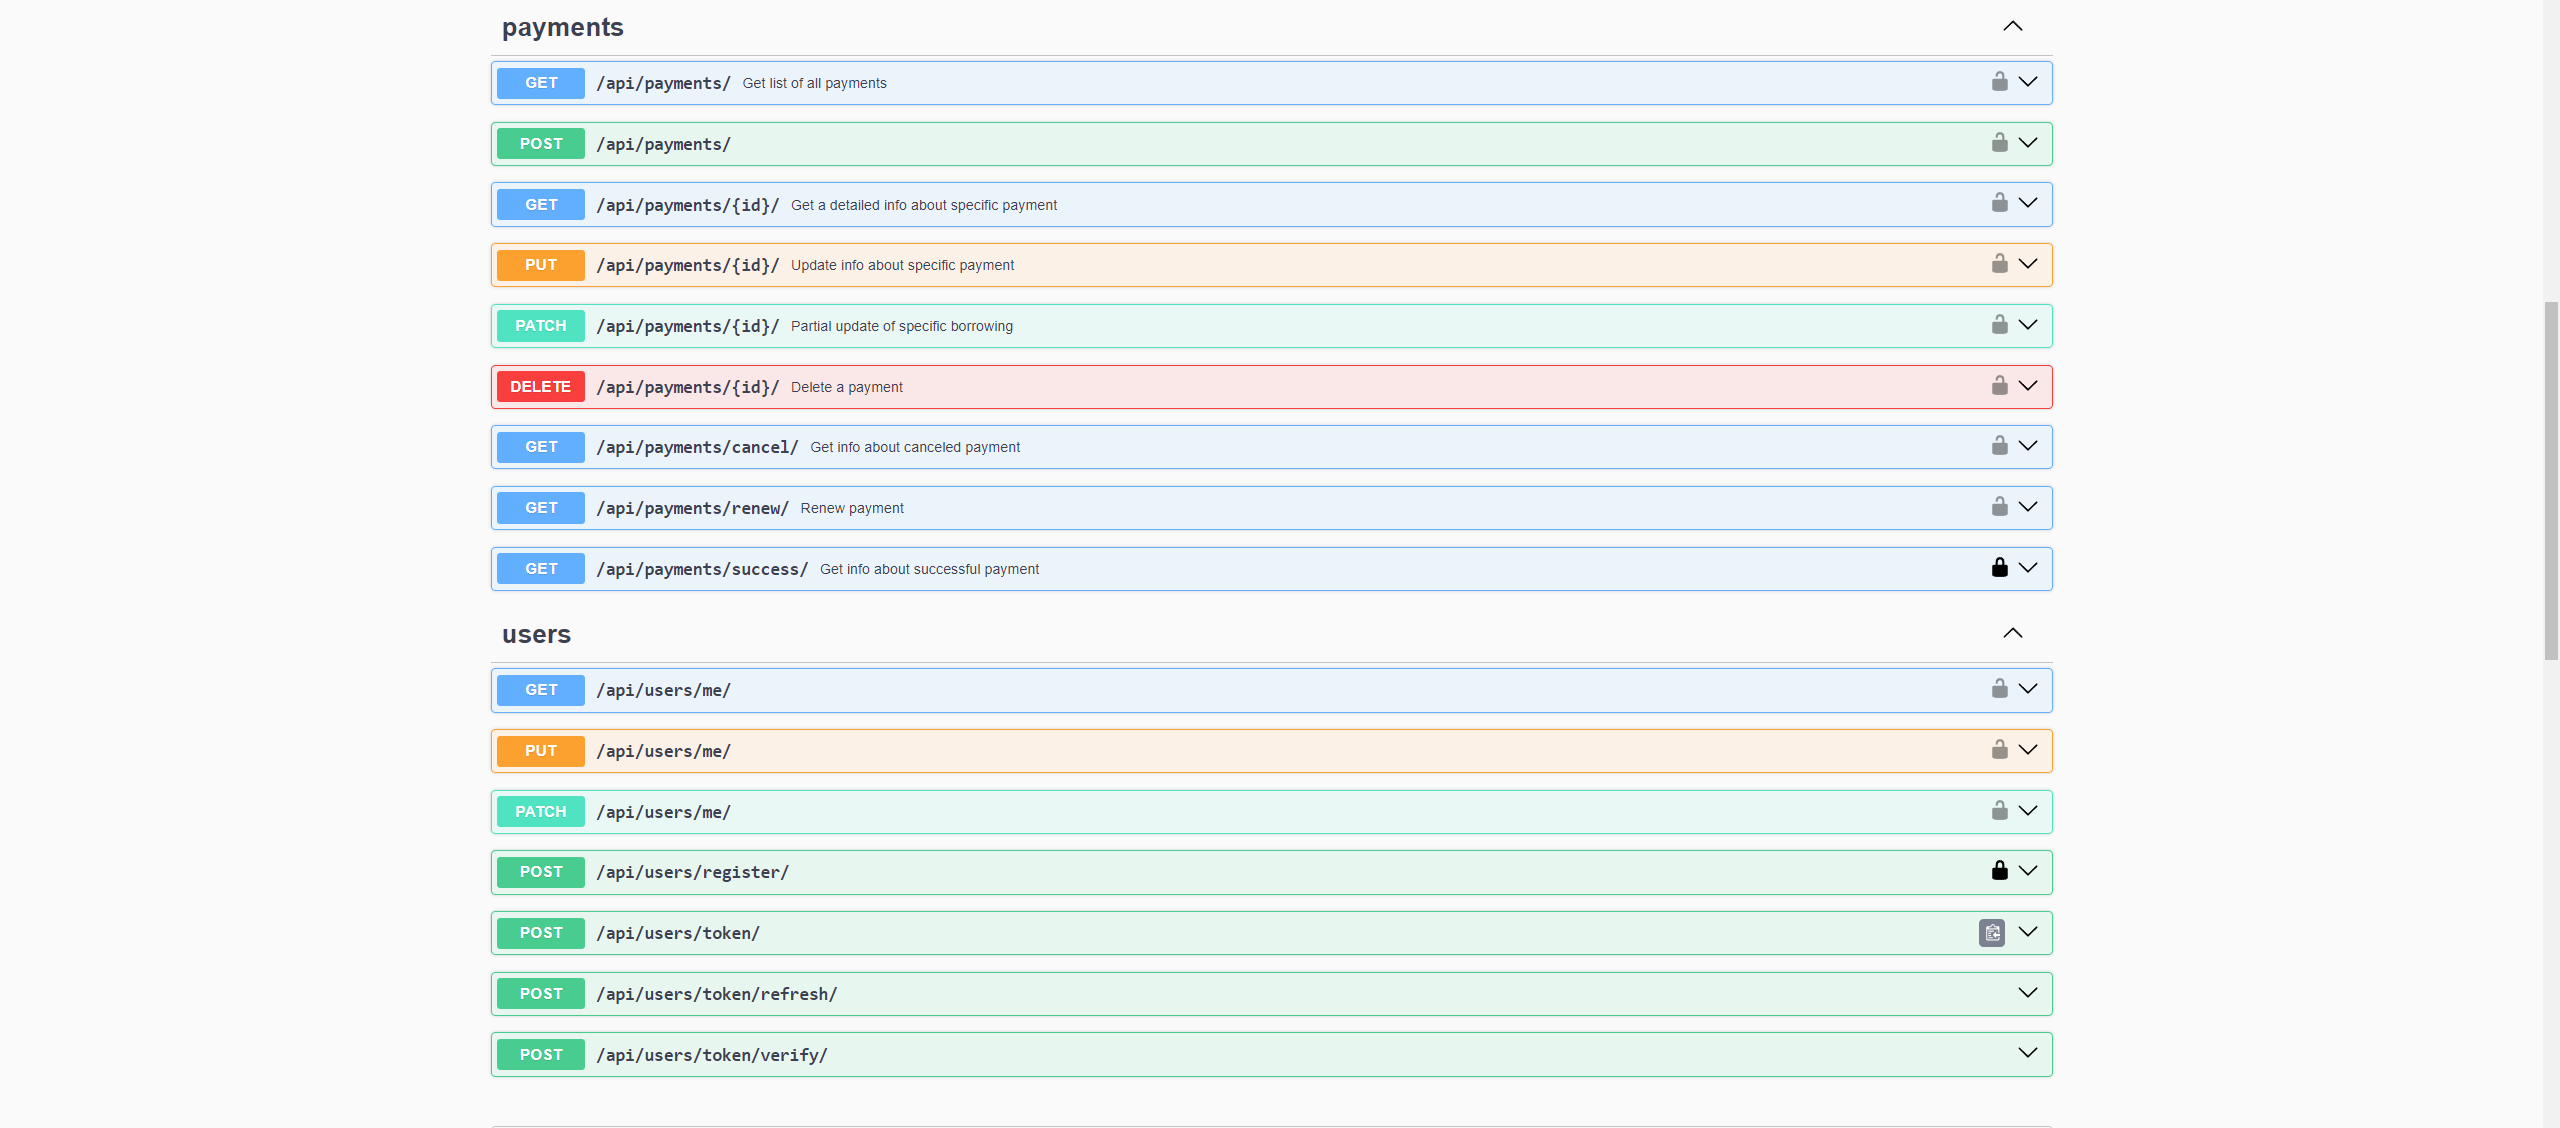 payments
GET /api/payments/ Get list of all payments
POST /api/payments/
GET /api/payments/{id}/ Get a detailed info about specific payment
PUT /api/payments/{id}/ Update info about specific payment
PATCH /api/payments/{id}/ Partial update of specific borrowing
DELETE /api/payments/{id}/ Delete a payment
GET /api/payments/cancel/ Get info about canceled payment
GET /api/payments/renew/ Renew payment
GET /api/payments/success/ Get info about successful payment
users
GET /api/users/me/
PUT /api/users/me/
PATCH /api/users/me/
POST /api/users/register/
POST /api/users/token/
POST /api/users/token/refresh/
POST /api/users/token/verify/